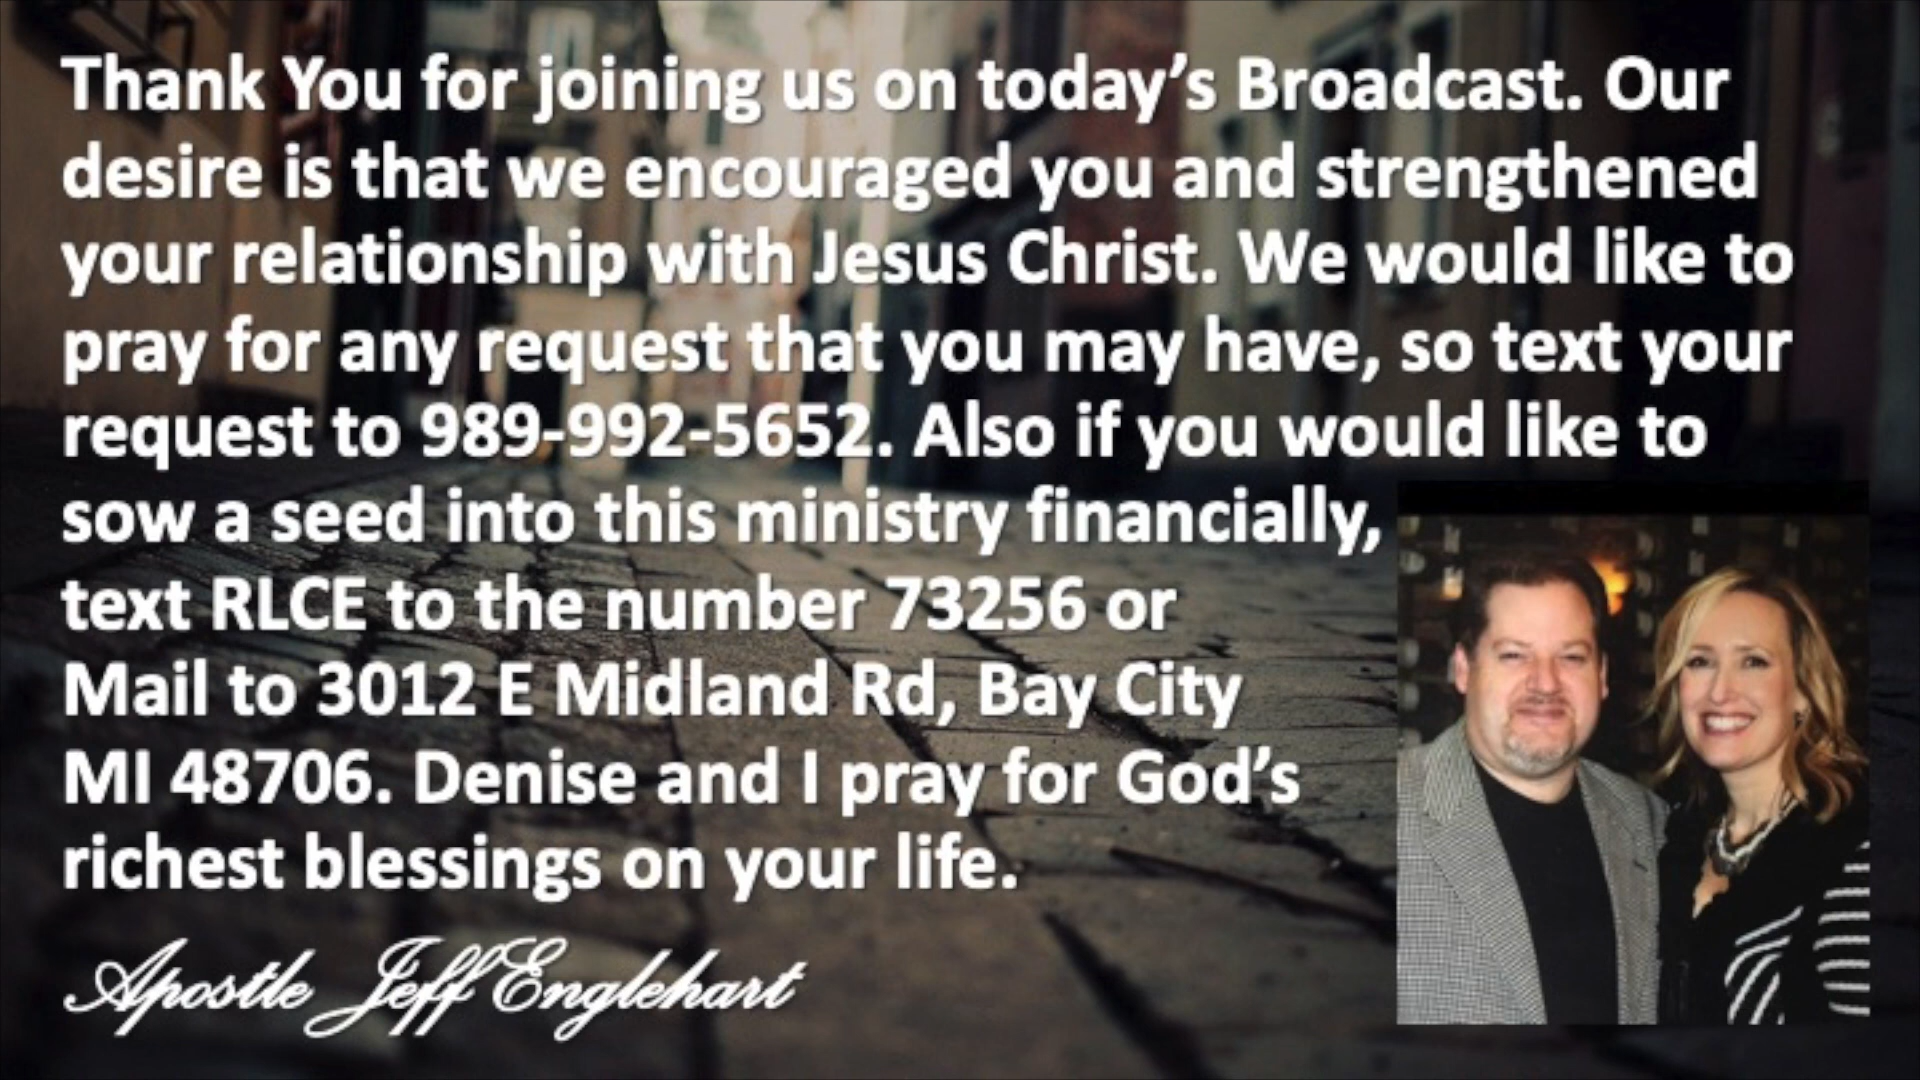 Thank You for joining us on today’s Broadcast. Our
desire is that we encouraged you and strengthened
your relationship with Jesus Christ. We would like to
pray for any request that you may have, so text your
request to 989-992-5652. Also if you would like to
sow a seed into this ministry financially,
text RLCE to the number 73256 or
Mail to 3012 E Midland Rd, Bay City
MI 48706. Denise and I pray for God’s
richest blessings on your life.
Apostle Jeff Englehart